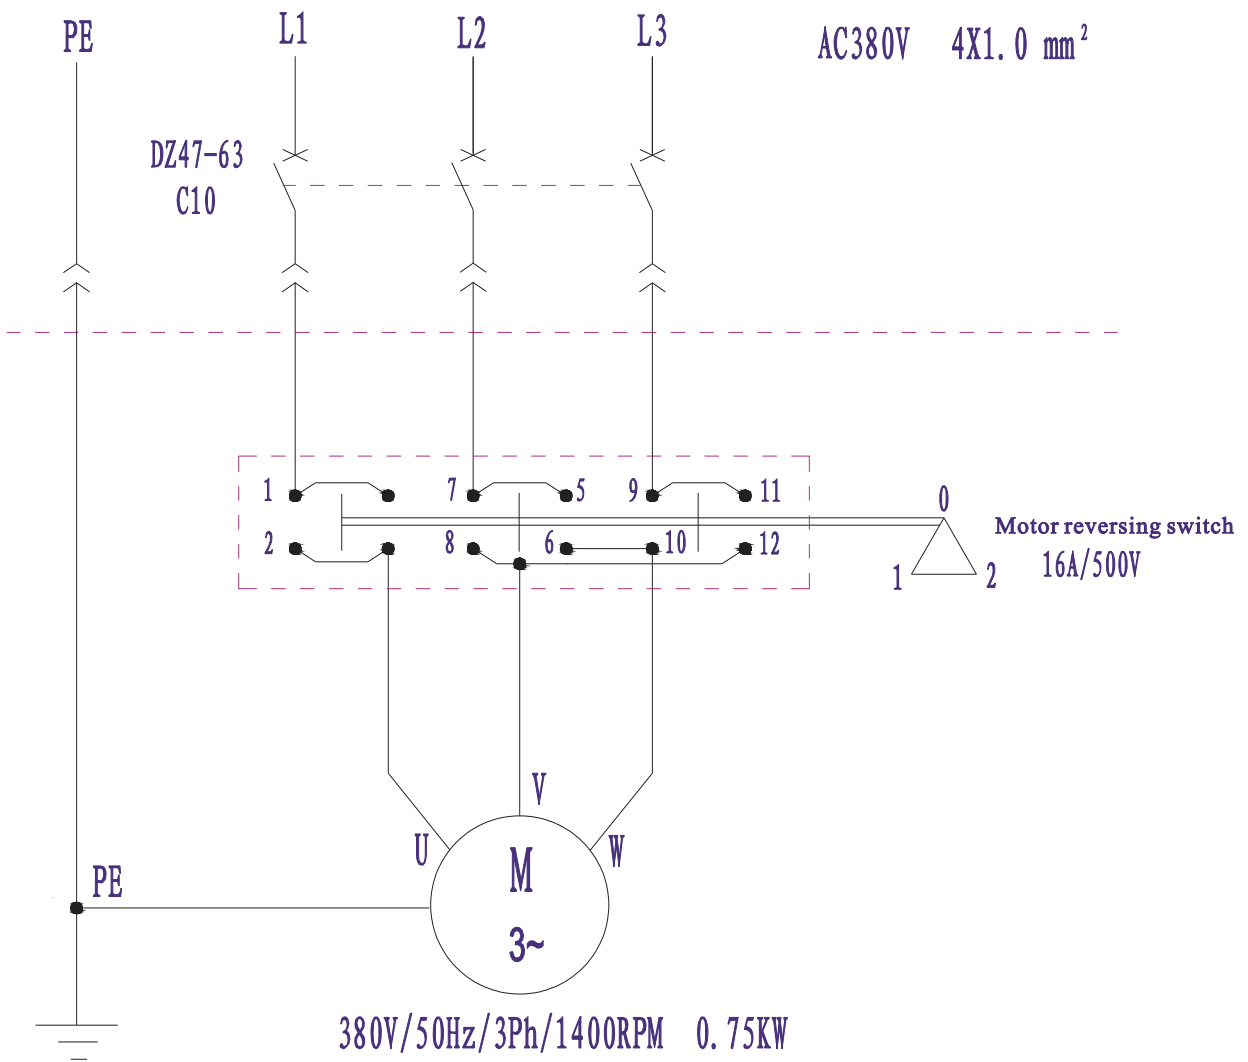 PE L1 L2 L3 AC380V 4X1.0 mm²
DZ47-63
C10
1 7 5 9 11
0
Motor reversing switch
2 8 6 10 12
16A/500V
1 2
V
U W
M
PE
3~
380V/50Hz/3Ph/1400RPM 0.75KW